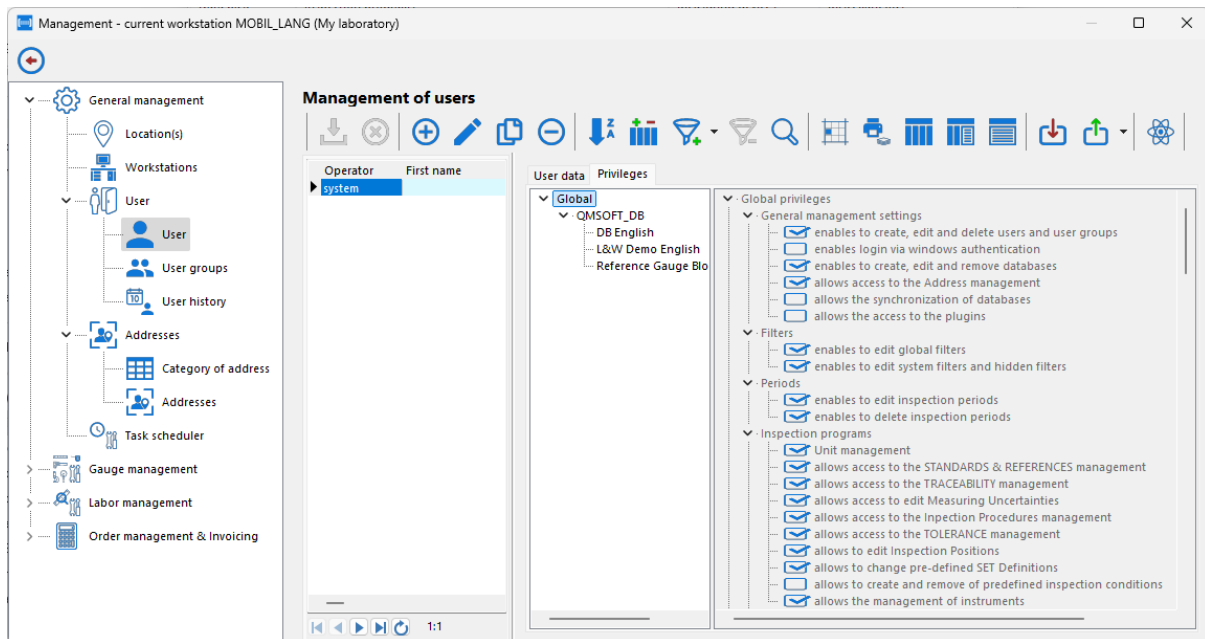 Management - current workstation MOBIL_LANG (My laboratory)
General management
Location(s)
Workstations
User
User
User groups
10
User history
Addresses
Category of address
Addresses
Task scheduler
Gauge management
Labor management
Order management & Invoicing
Management of users
Operator First name
system
1:1
User data Privileges
Global
QMSOFT_DB
DB English
L&W Demo English
Reference Gauge Blo
Global privileges
General management settings
enables to create, edit and delete users and user groups
enables login via windows authentication
enables to create, edit and remove databases
allows access to the Address management
allows the synchronization of databases
allows the access to the plugins
Filters
enables to edit global filters
enables to edit system filters and hidden filters
Periods
enables to edit inspection periods
enables to delete inspection periods
Inspection programs
Unit management
allows access to the STANDARDS & REFERENCES management
allows access to the TRACEABILITY management
allows access to edit Measuring Uncertainties
allows access to the Inpection Procedures management
allows access to the TOLERANCE management
allows to edit Inspection Positions
allows to change pre-defined SET Definitions
allows to create and remove of predefined inspection conditions
allows the management of instruments